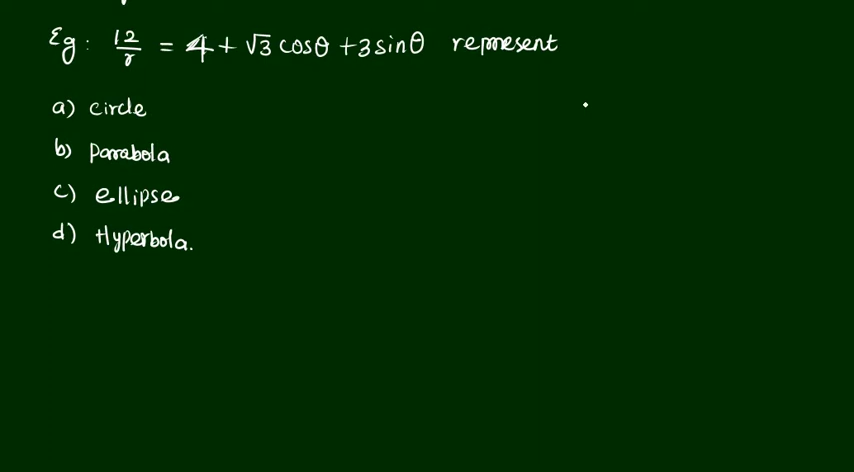 Eg: 12/r = 4 + √3 cosθ + 3 sinθ represent
a) circle
b) Parabola
c) ellipse
d) Hyperbola.